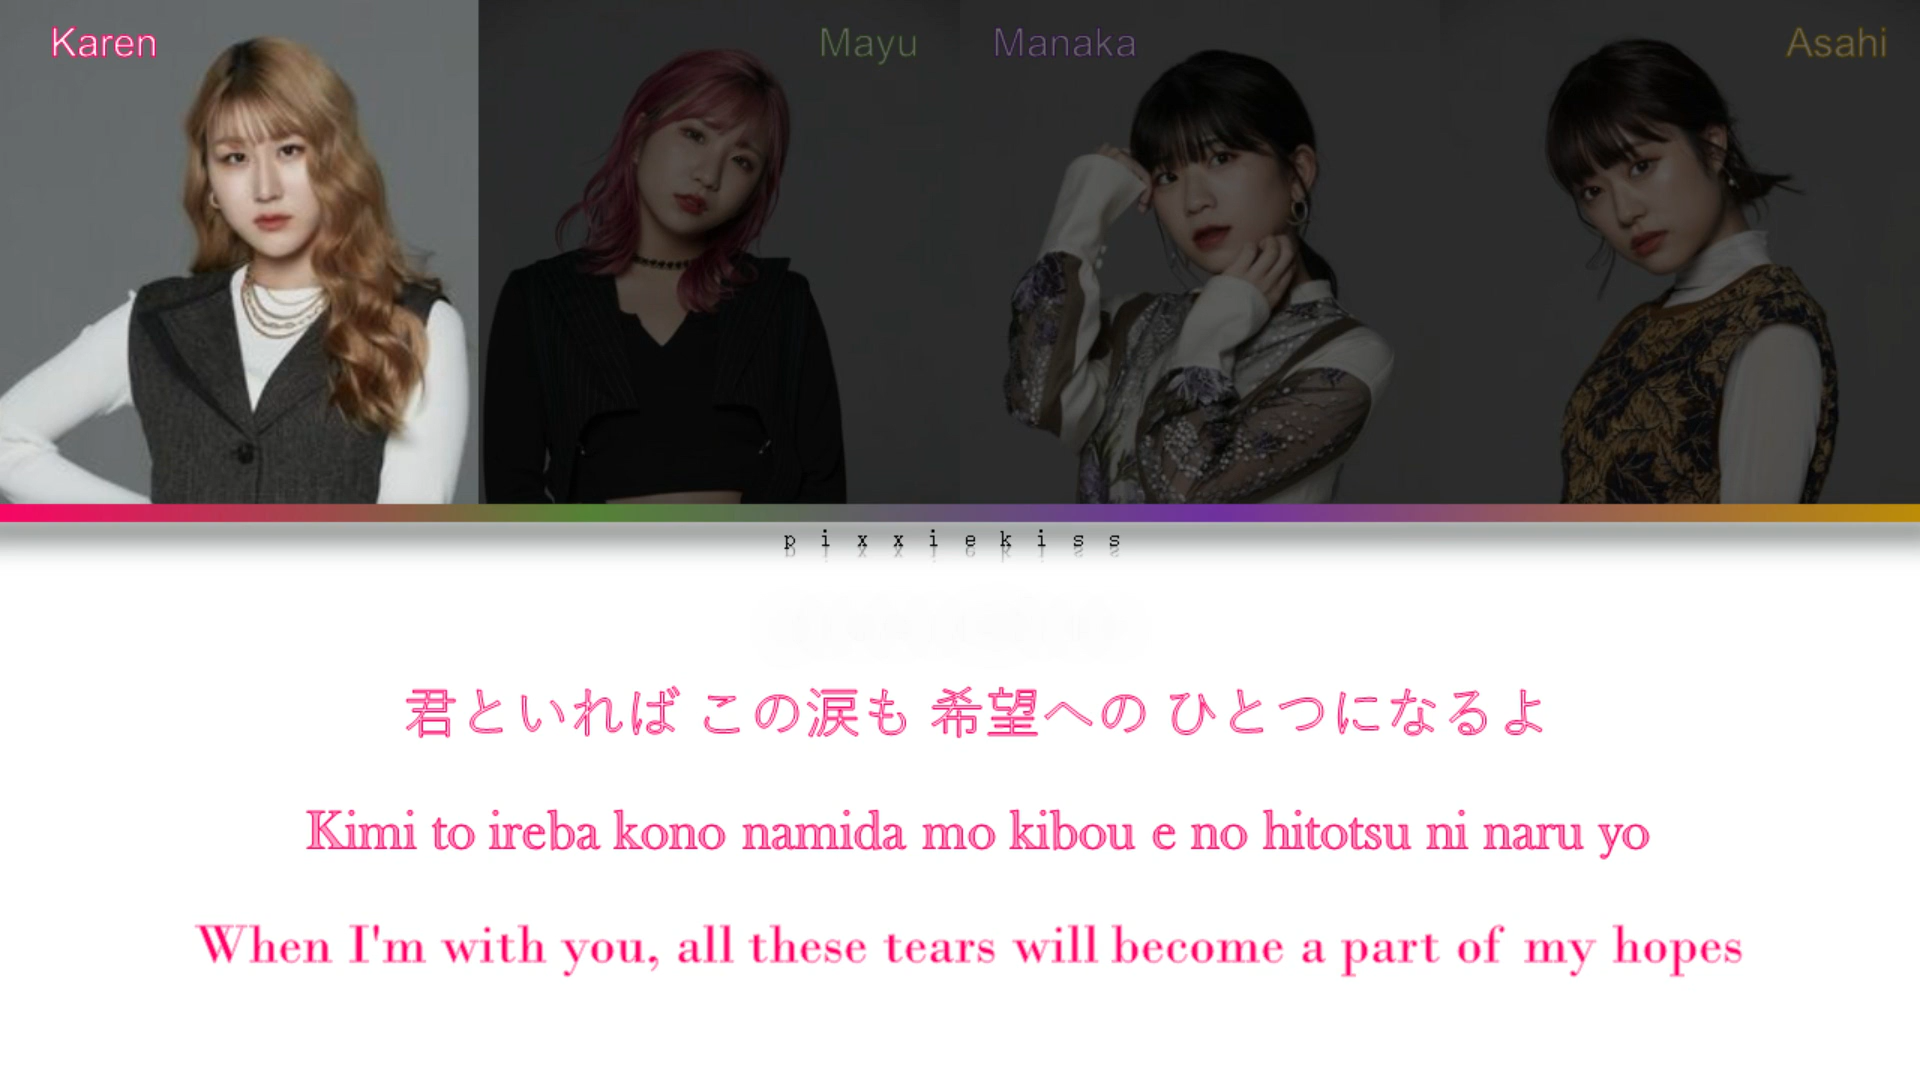 Karen Mayu Manaka Asahi
pixxiekiss
君といれば この涙も 希望への ひとつになるよ
Kimi to ireba kono namida mo kibou e no hitotsu ni naru yo
When I'm with you, all these tears will become a part of my hopes